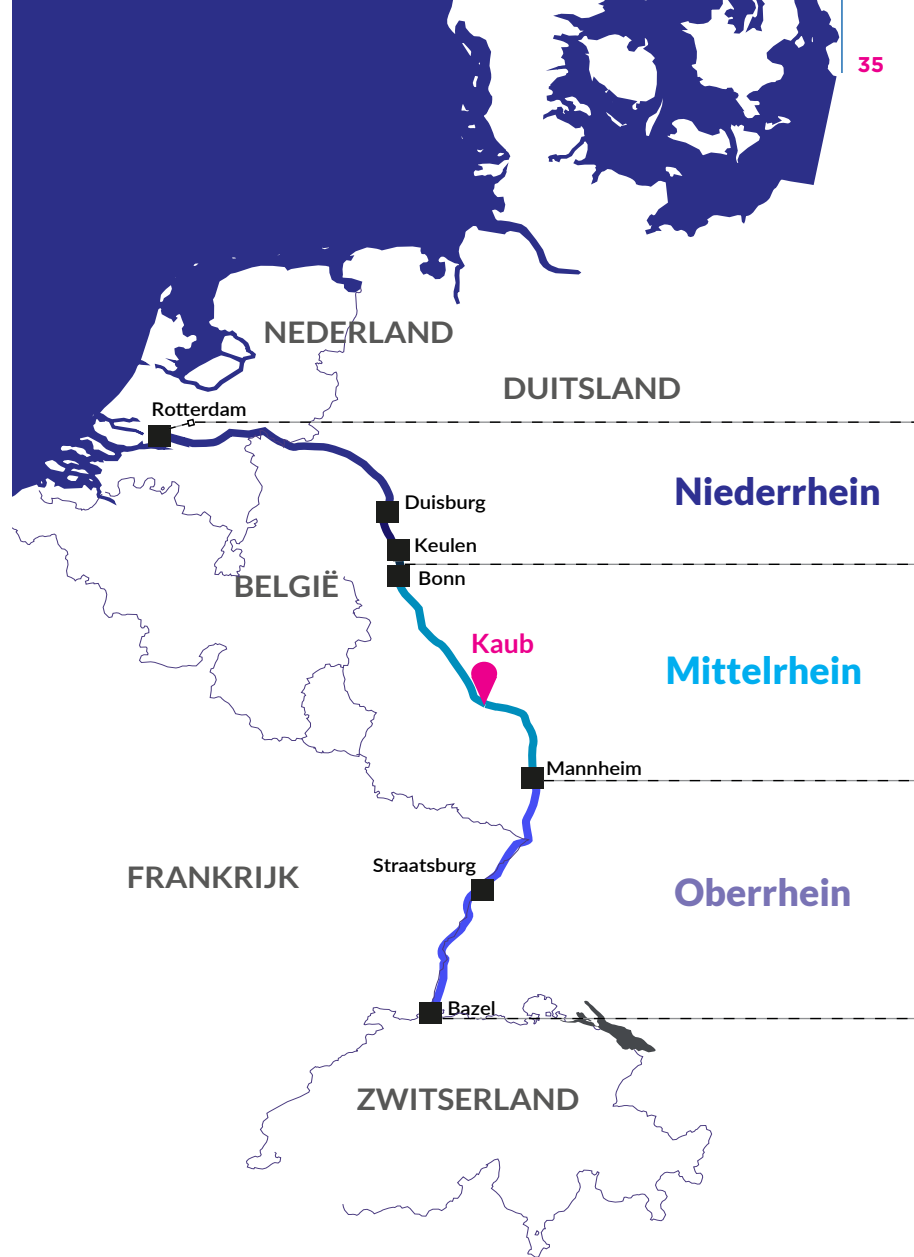 35
NEDERLAND
DUITSLAND
Rotterdam
Niederrhein
Duisburg
Keulen
Bonn
BELGIË
Kaub
Mittelrhein
Mannheim
Straatsburg
FRANKRIJK
Oberrhein
Bazel
ZWITSERLAND